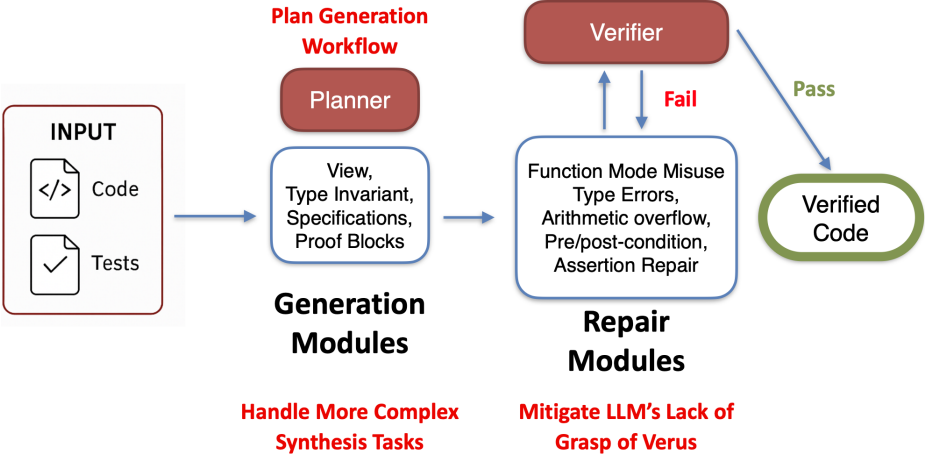 Plan Generation
Workflow
Planner
Verifier
Fail
Pass
INPUT
</>
Code
Tests
View,
Type Invariant,
Specifications,
Proof Blocks
Function Mode Misuse
Type Errors,
Arithmetic overflow,
Pre/post-condition,
Assertion Repair
Verified
Code
Generation
Modules
Repair
Modules
Handle More Complex
Synthesis Tasks
Mitigate LLM’s Lack of
Grasp of Verus